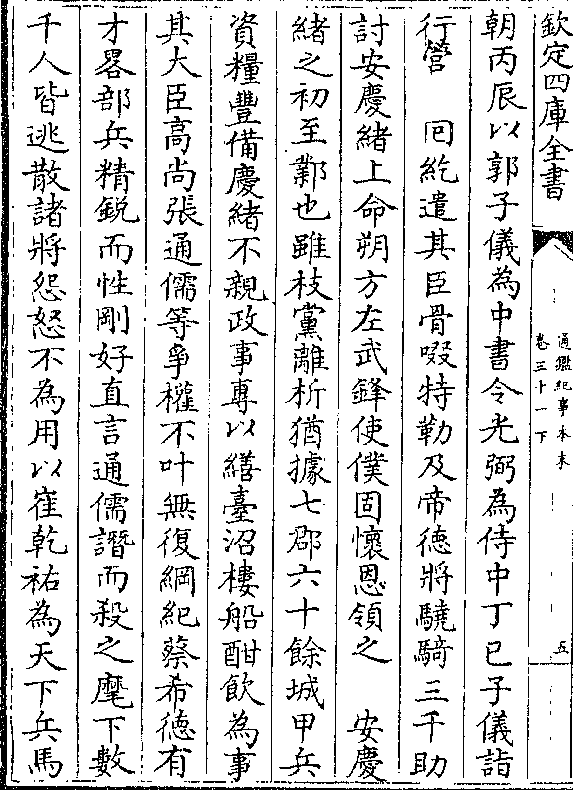 欽定四庫全書
通鑑紀事本末
卷三十一下
五
朝丙辰以郭子儀為中書令光弼為侍中丁巳子儀詣
行營　回紇遣其臣骨啜特勒及帝徳將驍騎三千助
討安慶緒上命朔方左武鋒使僕固懷恩領之　安慶
緒之初至鄴也雖枝黨離析猶據七郡六十餘城甲兵
資糧豐備慶緒不親政事專以繕臺沼樓船酣飲為事
其大臣高尚張通儒等爭權不叶無復綱紀蔡希徳有
才畧部兵精鋭而性剛好直言通儒譖而殺之麾下數
千人皆逃散諸將怨怒不為用以崔乾祐為天下兵馬